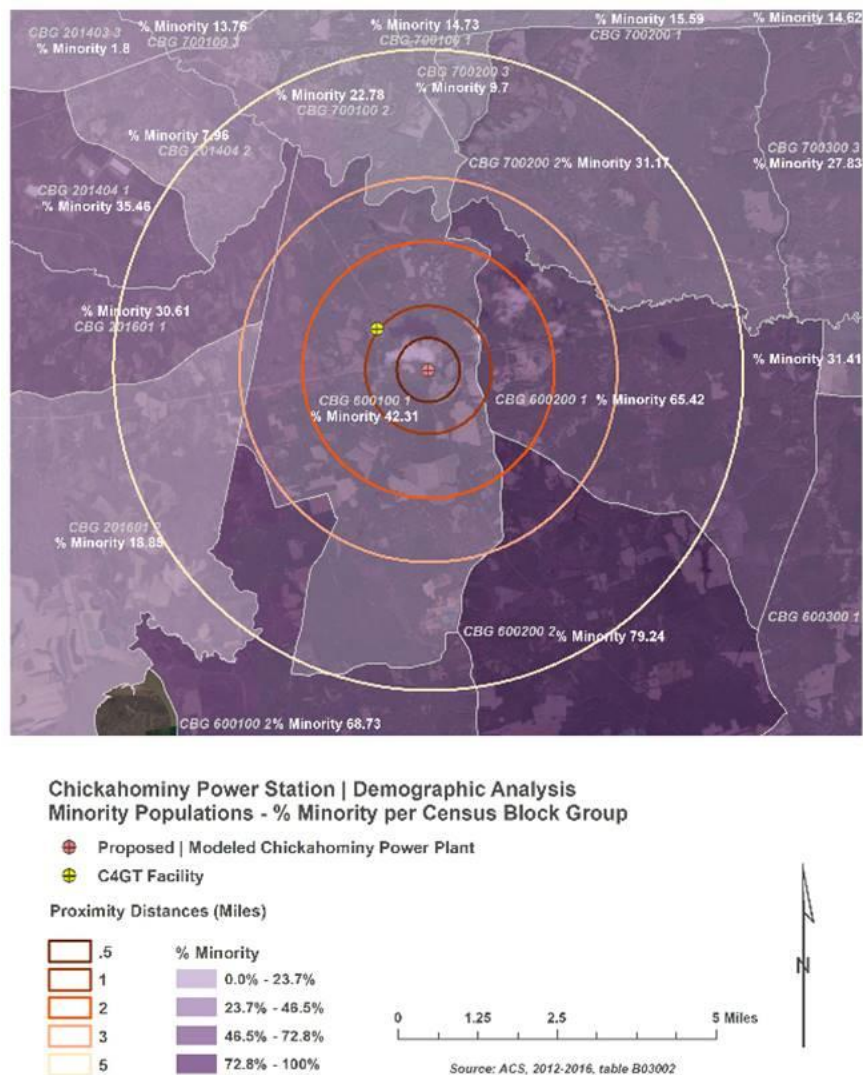 CBG 201403 3
% Minority 1.8
% Minority 13.76
CBG 700100 3
% Minority 14.73
CBG 700100 1
% Minority 15.59
CBG 700200 1
% Minority 14.62
CBG 700200 3
% Minority 9.7
% Minority 22.78
CBG 700100 2
% Minority 7.96
CBG 201404 2
CBG 700200 2 % Minority 31.17
CBG 700300 3
% Minority 27.83
CBG 201404 1
% Minority 35.46
% Minority 30.61
CBG 201601 1
% Minority 31.41
CBG 600100 1
% Minority 42.31
CBG 600200 1 % Minority 65.42
CBG 201601 2
% Minority 18.89
CBG 600200 2 % Minority 79.24
CBG 600300 1
CBG 600100 2 % Minority 68.73
Chickahominy Power Station | Demographic Analysis
Minority Populations - % Minority per Census Block Group
Proposed | Modeled Chickahominy Power Plant
C4GT Facility
Proximity Distances (Miles)
.5
1
2
3
5
% Minority
0.0% - 23.7%
23.7% - 46.5%
46.5% - 72.8%
72.8% - 100%
N
0 1.25 2.5 5 Miles
Source: ACS, 2012-2016, table B03002